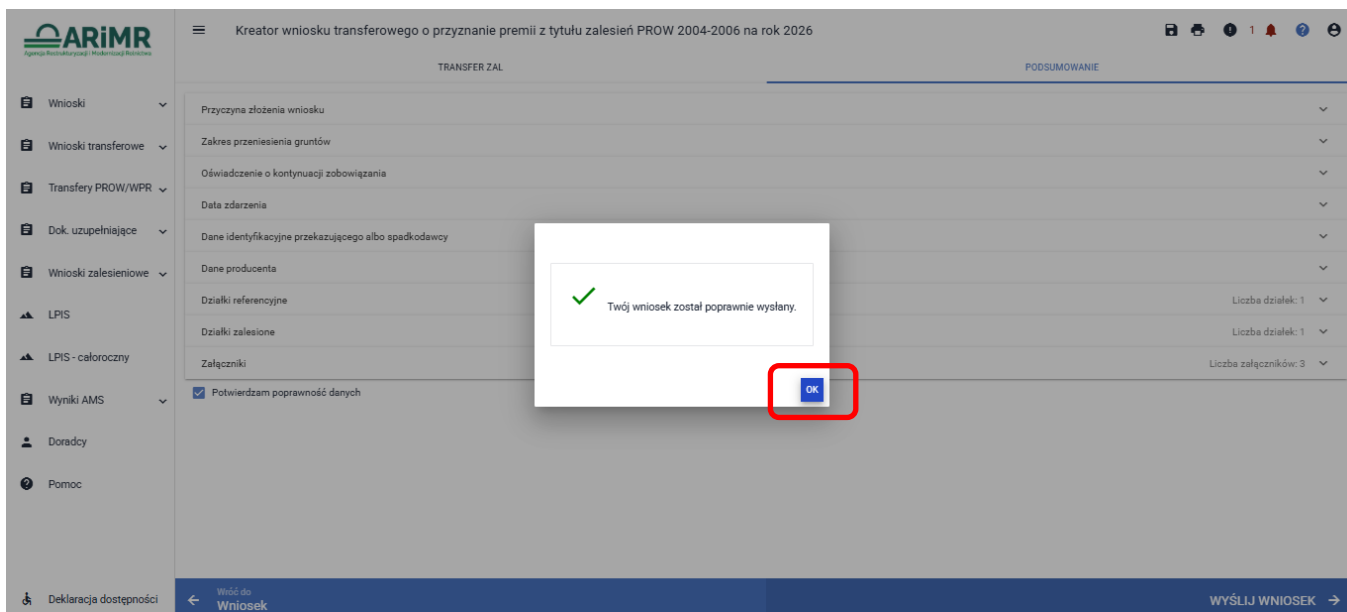 ARiMR
Agencja Restrukturyzacji i Modernizacji Rolnictwa
Kreator wniosku transferowego o przyznanie premii z tytułu zalesień PROW 2004-2006 na rok 2026
1
TRANSFER ZAL
PODSUMOWANIE
Wnioski
Wnioski transferowe
Transfery PROW/WPR
Dok. uzupełniające
Wnioski zalesieniowe
LPIS
LPIS - całoroczny
Wyniki AMS
Doradcy
Pomoc
Deklaracja dostępności
Przyczyna złożenia wniosku
Zakres przeniesienia gruntów
Oświadczenie o kontynuacji zobowiązania
Data zdarzenia
Dane identyfikacyjne przekazującego albo spadkodawcy
Dane producenta
Działki referencyjne
Liczba działek: 1
Działki zalesione
Liczba działek: 1
Załączniki
Liczba załączników: 3
Potwierdzam poprawność danych
Twój wniosek został poprawnie wysłany.
OK
Wróć do
Wniosek
WYŚLIJ WNIOSEK